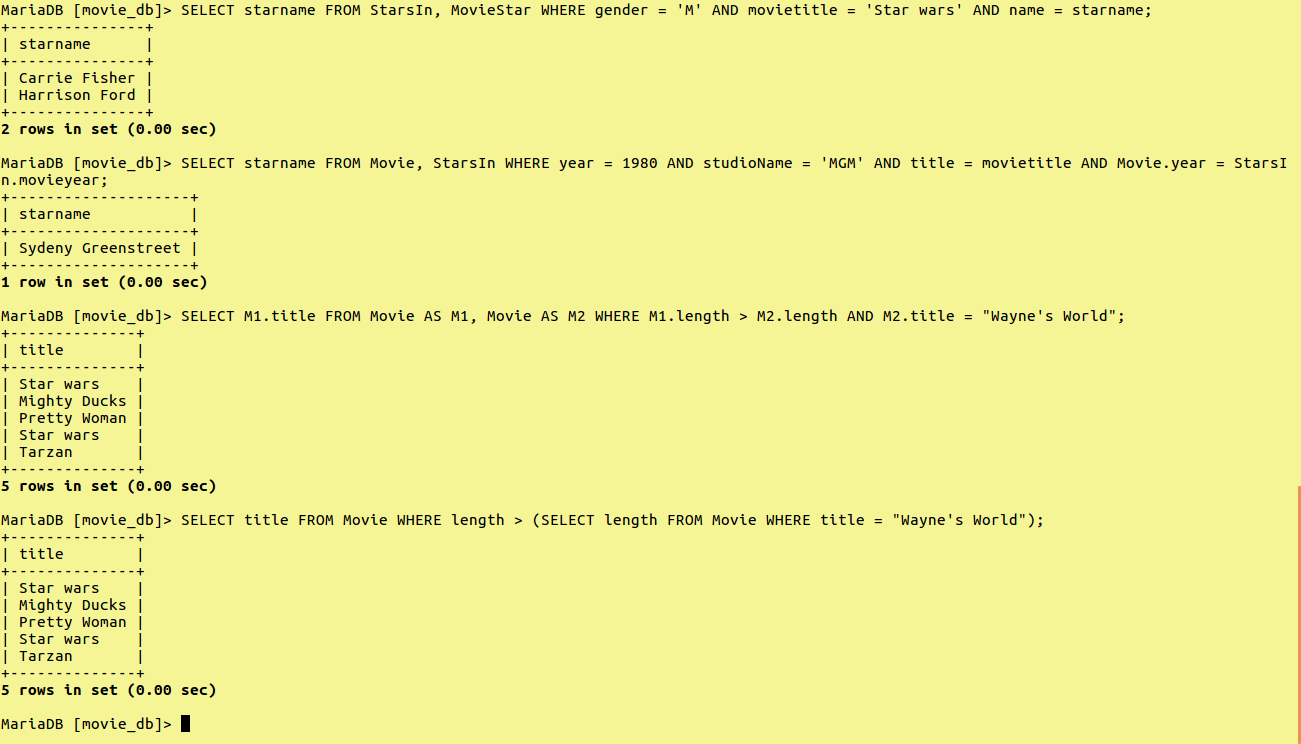 MariaDB [movie_db]> SELECT starname FROM StarsIn, MovieStar WHERE gender = 'M' AND movietitle = 'Star wars' AND name = starname;
+---------------+
| starname      |
+---------------+
| Carrie Fisher |
| Harrison Ford |
+---------------+
2 rows in set (0.00 sec)
MariaDB [movie_db]> SELECT starname FROM Movie, StarsIn WHERE year = 1980 AND studioName = 'MGM' AND title = movietitle AND Movie.year = StarsI
n.movieyear;
+--------------------+
| starname           |
+--------------------+
| Sydeny Greenstreet |
+--------------------+
1 row in set (0.00 sec)
MariaDB [movie_db]> SELECT M1.title FROM Movie AS M1, Movie AS M2 WHERE M1.length > M2.length AND M2.title = "Wayne's World";
+--------------+
| title        |
+--------------+
| Star wars    |
| Mighty Ducks |
| Pretty Woman |
| Star wars    |
| Tarzan       |
+--------------+
5 rows in set (0.00 sec)
MariaDB [movie_db]> SELECT title FROM Movie WHERE length > (SELECT length FROM Movie WHERE title = "Wayne's World");
+--------------+
| title        |
+--------------+
| Star wars    |
| Mighty Ducks |
| Pretty Woman |
| Star wars    |
| Tarzan       |
+--------------+
5 rows in set (0.00 sec)
MariaDB [movie_db]>